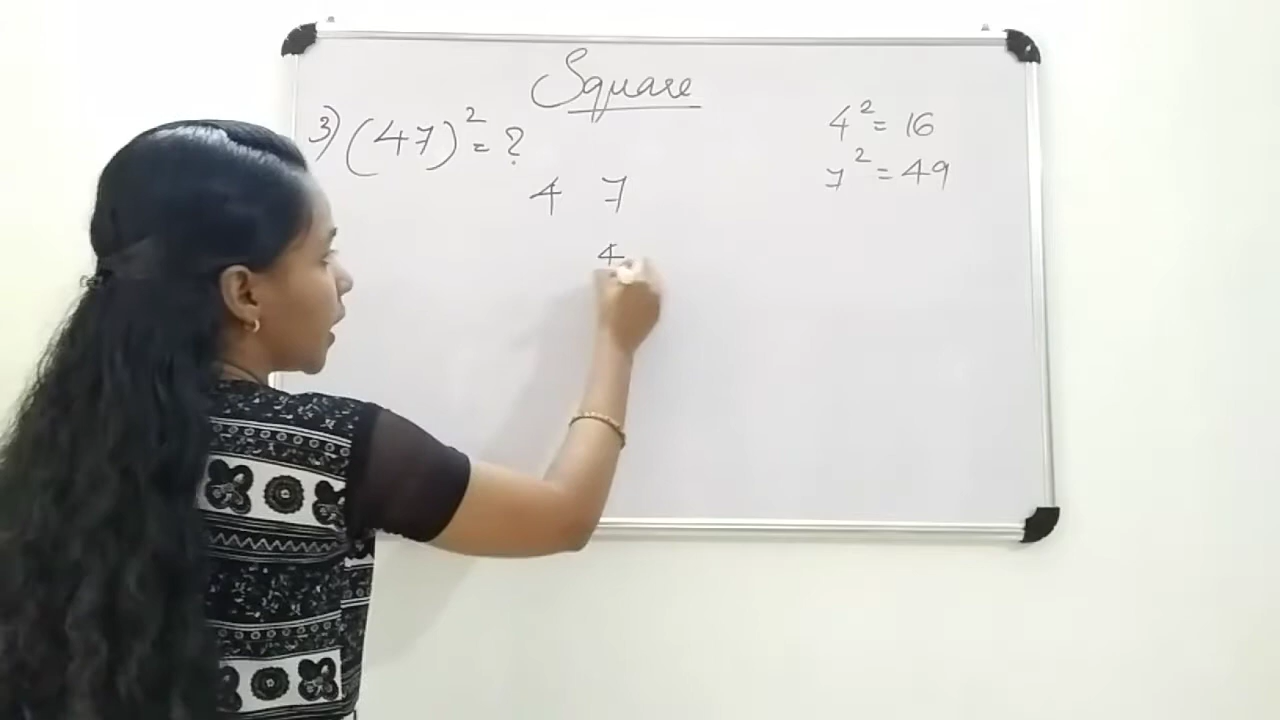 Square
3) (47)² = ?
4² = 16
7² = 49
4 7
4